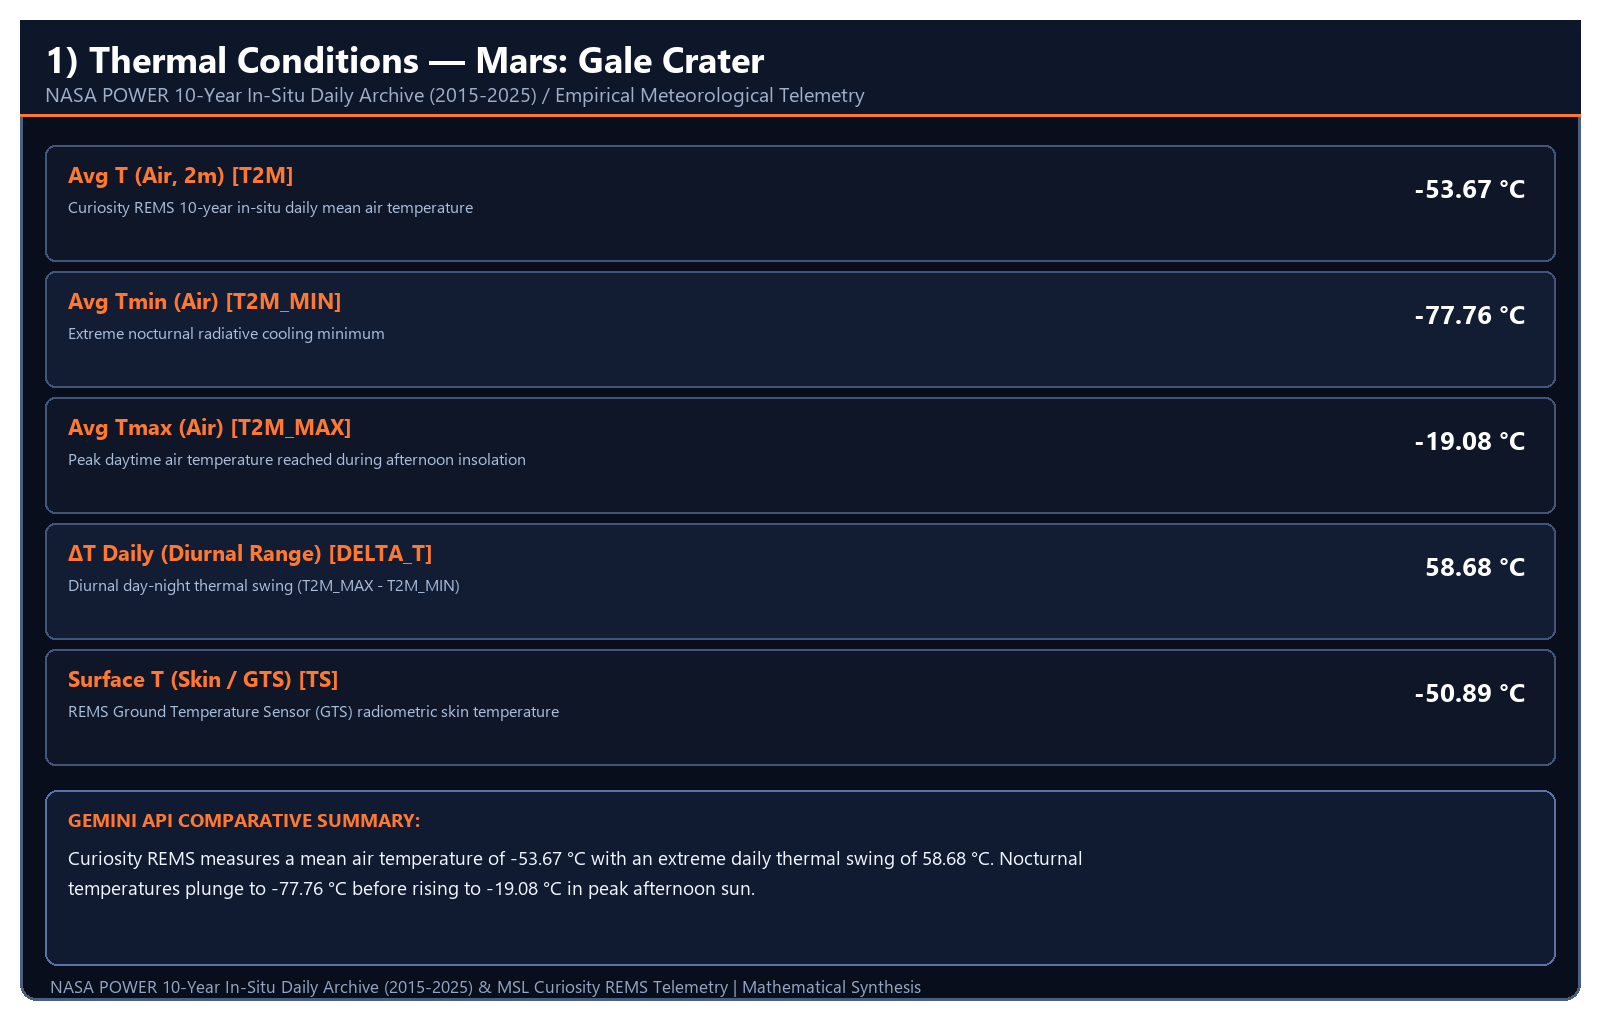 1) Thermal Conditions — Mars: Gale Crater
NASA POWER 10-Year In-Situ Daily Archive (2015-2025) / Empirical Meteorological Telemetry
Avg T (Air, 2m) [T2M]
-53.67 °C
Curiosity REMS 10-year in-situ daily mean air temperature
Avg Tmin (Air) [T2M_MIN]
-77.76 °C
Extreme nocturnal radiative cooling minimum
Avg Tmax (Air) [T2M_MAX]
-19.08 °C
Peak daytime air temperature reached during afternoon insolation
ΔT Daily (Diurnal Range) [DELTA_T]
58.68 °C
Diurnal day-night thermal swing (T2M_MAX - T2M_MIN)
Surface T (Skin / GTS) [TS]
-50.89 °C
REMS Ground Temperature Sensor (GTS) radiometric skin temperature
GEMINI API COMPARATIVE SUMMARY:
Curiosity REMS measures a mean air temperature of -53.67 °C with an extreme daily thermal swing of 58.68 °C. Nocturnal
temperatures plunge to -77.76 °C before rising to -19.08 °C in peak afternoon sun.
NASA POWER 10-Year In-Situ Daily Archive (2015-2025) & MSL Curiosity REMS Telemetry | Mathematical Synthesis